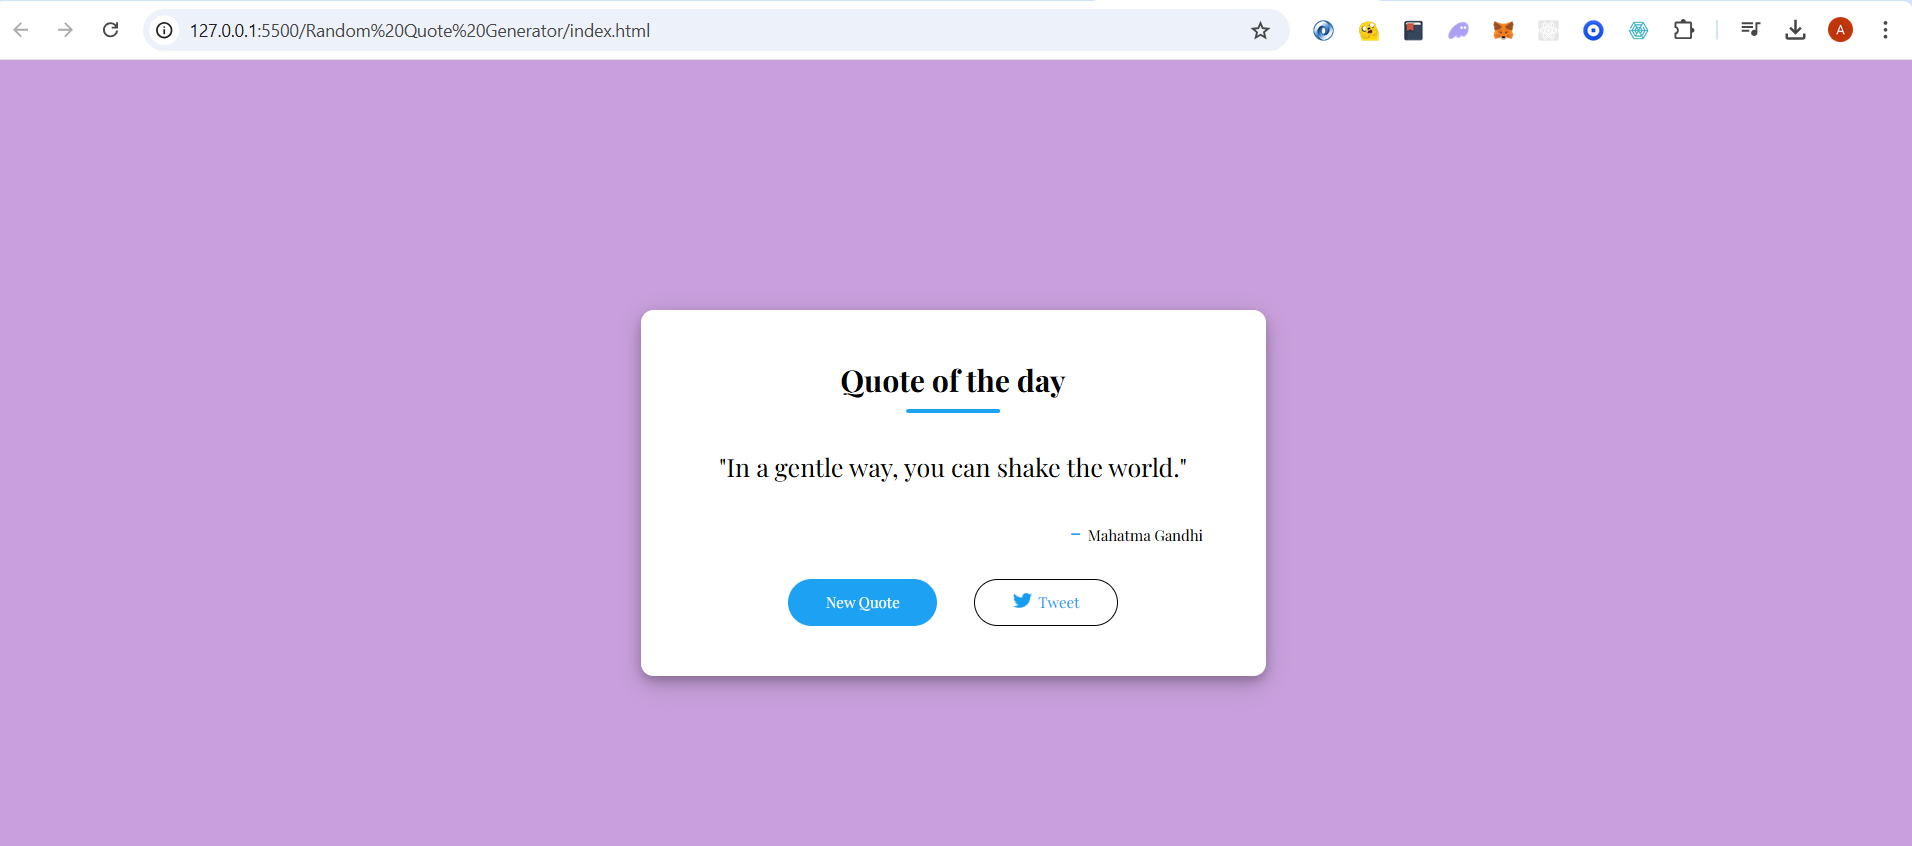 127.0.0.1:5500/Random%20Quote%20Generator/index.html
A
Quote of the day
"In a gentle way, you can shake the world."
– Mahatma Gandhi
New Quote
Tweet